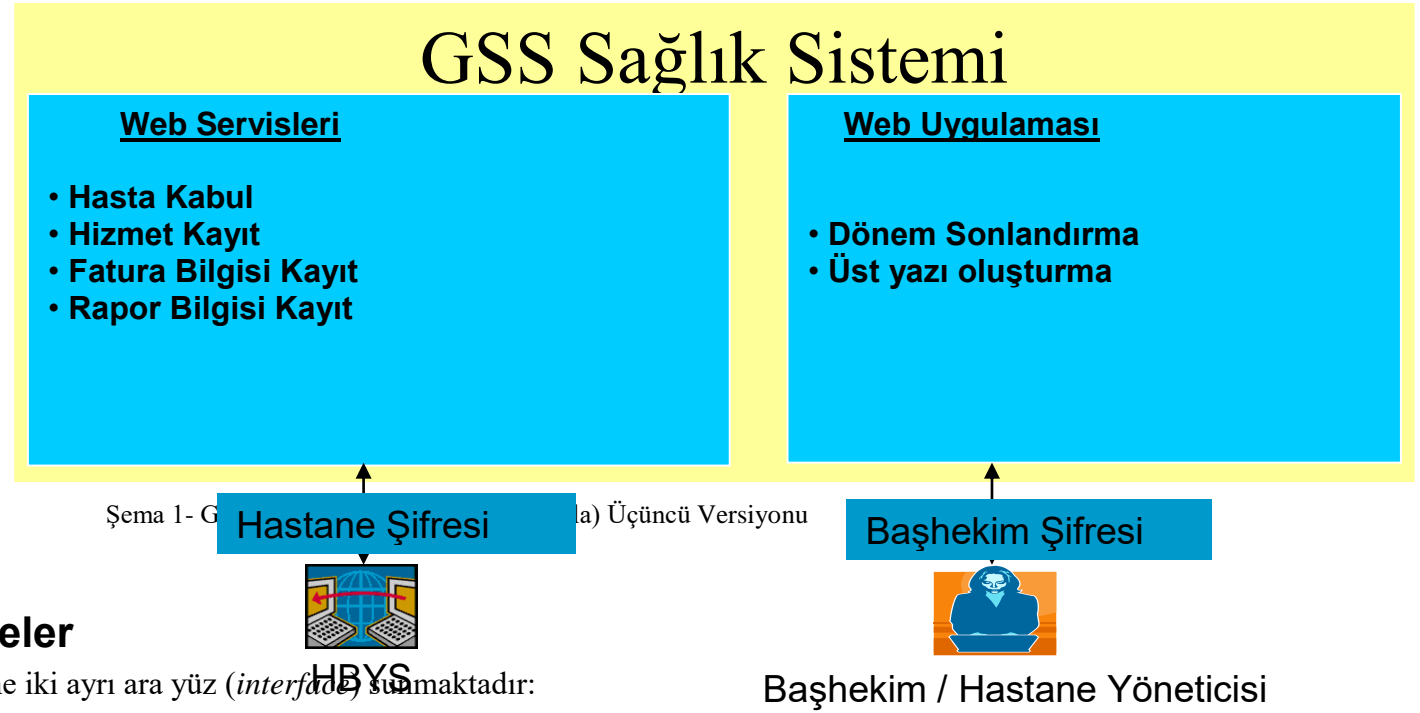 GSS Sağlık Sistemi
Web Servisleri
• Hasta Kabul
• Hizmet Kayıt
• Fatura Bilgisi Kayıt
• Rapor Bilgisi Kayıt
Web Uygulaması
• Dönem Sonlandırma
• Üst yazı oluşturma
Şema 1- G la) Üçüncü Versiyonu
Hastane Şifresi
Başhekim Şifresi
eler
HBYS
e iki ayrı ara yüz (interface) sunmaktadır:
Başhekim / Hastane Yöneticisi